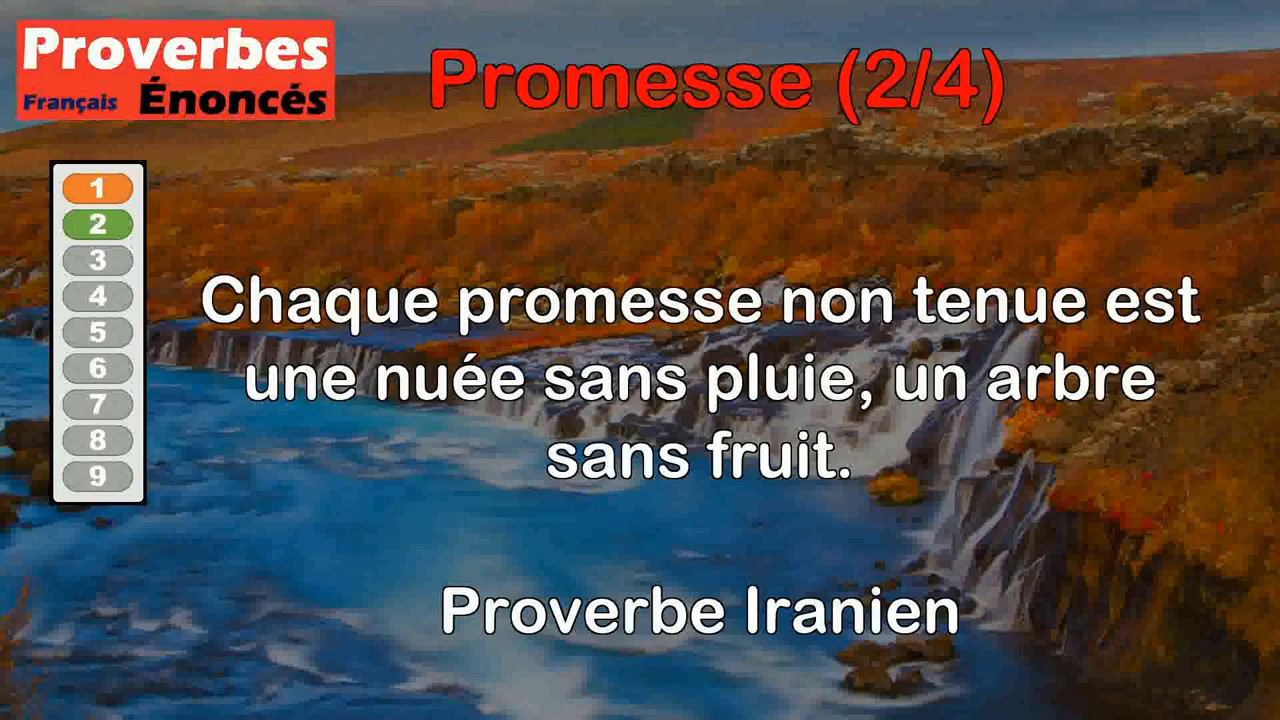 Proverbes
Français Énoncés
Promesse (2/4)
1
2
3
4
5
6
7
8
9
Chaque promesse non tenue est
une nuée sans pluie, un arbre
sans fruit.
Proverbe Iranien